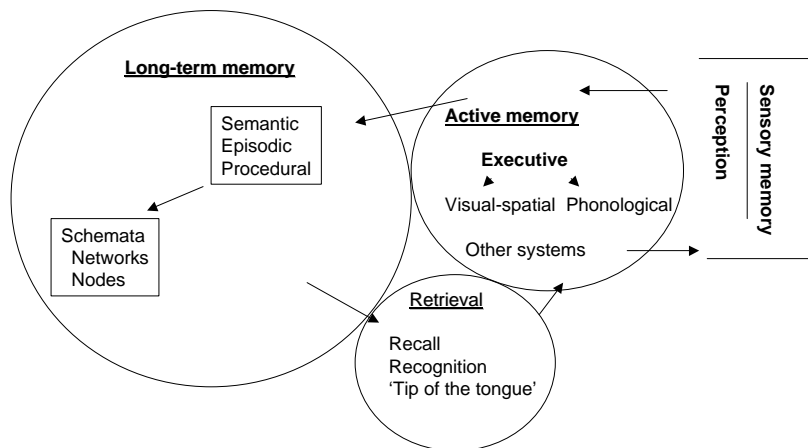 Long-term memory
Semantic
Episodic
Procedural
Schemata
Networks
Nodes
Active memory
Executive
Visual-spatial Phonological
Other systems
Retrieval
Recall
Recognition
‘Tip of the tongue’
Sensory memory
Perception